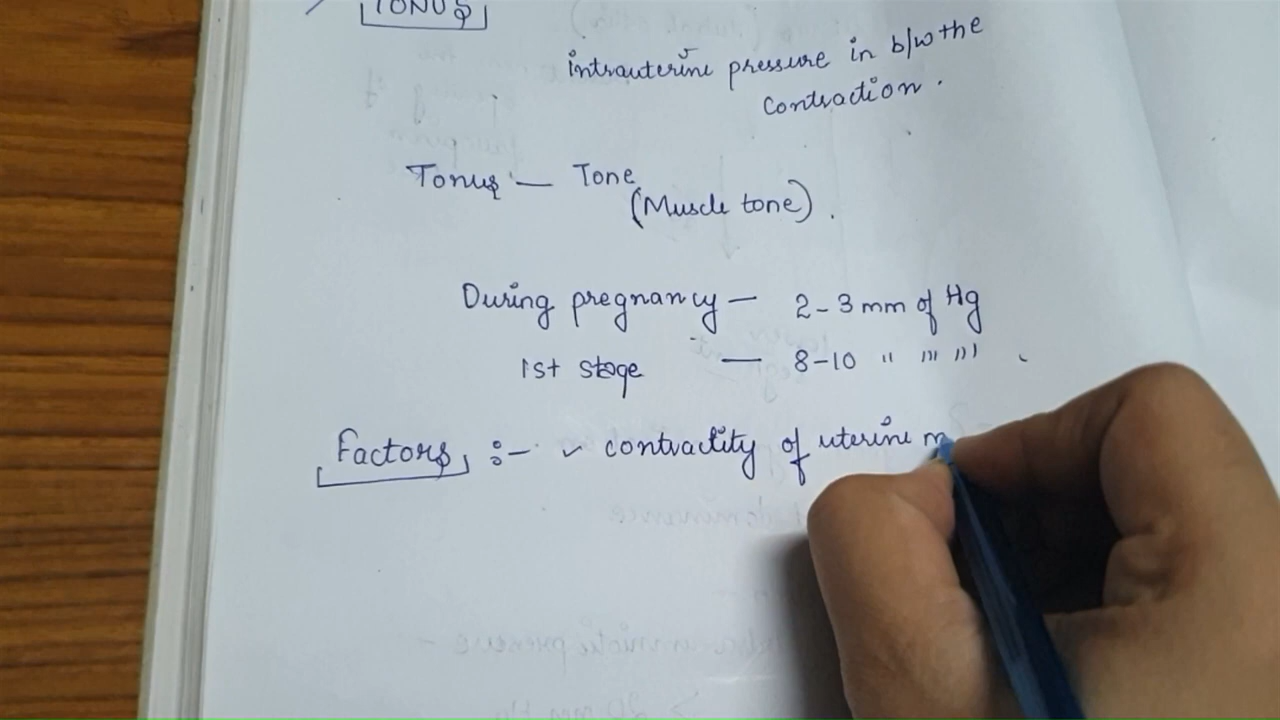 TONUS
intrauterine pressure in b/w the
contraction.
Tonus — Tone
(Muscle tone).
During pregnancy — 2-3 mm of Hg
1st stage — 8-10 " " "
Factors :- ✓ contractity of uterine m